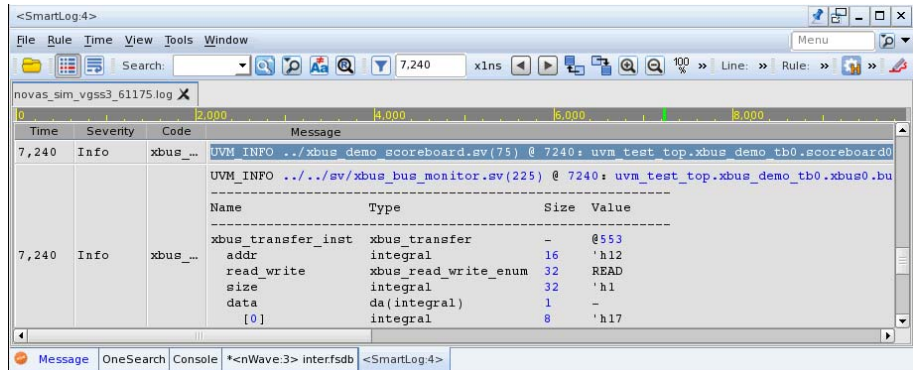 <SmartLog:4>
File Rule Time View Tools Window Menu
Search: 7,240 x1ns 100 % » Line: » Rule: » »
novas_sim_vgss3_61175.log X
0 2,000 4,000 6,000 8,000
Time Severity Code Message
7,240 Info xbus_... UVM_INFO ../xbus_demo_scoreboard.sv(75) @ 7240: uvm_test_top.xbus_demo_tb0.scoreboard0
UVM_INFO ../../sv/xbus_bus_monitor.sv(225) @ 7240: uvm_test_top.xbus_demo_tb0.xbus0.bu
----------------------------------------------------------------
Name Type Size Value
----------------------------------------------------------------
xbus_transfer_inst xbus_transfer - @553
7,240 Info xbus_... addr integral 16 'h12
read_write xbus_read_write_enum 32 READ
size integral 32 'h1
data da(integral) 1 -
[0] integral 8 'h17
Message OneSearch Console *<nWave:3> inter.fsdb <SmartLog:4>